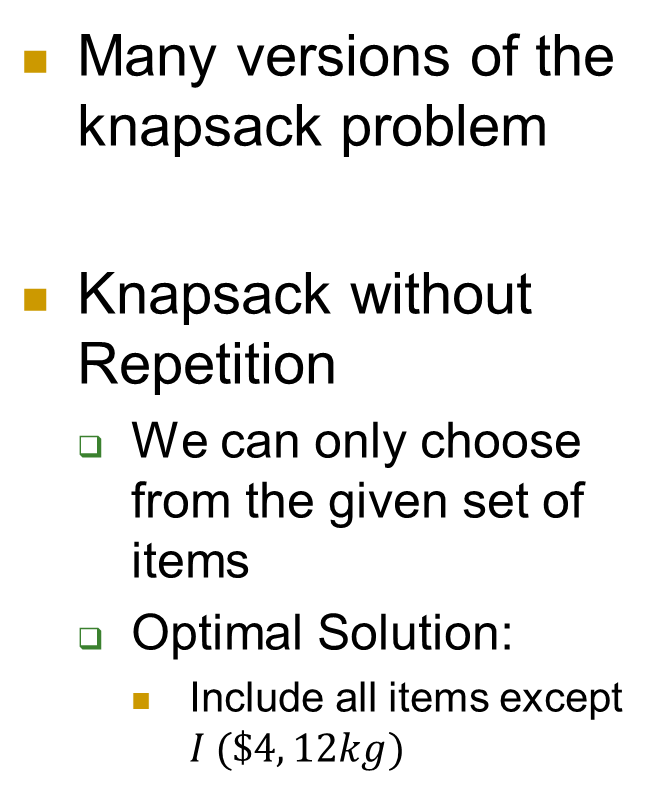 Many versions of the
knapsack problem
Knapsack without
Repetition
We can only choose
from the given set of
items
Optimal Solution:
Include all items except
I ($4, 12kg)